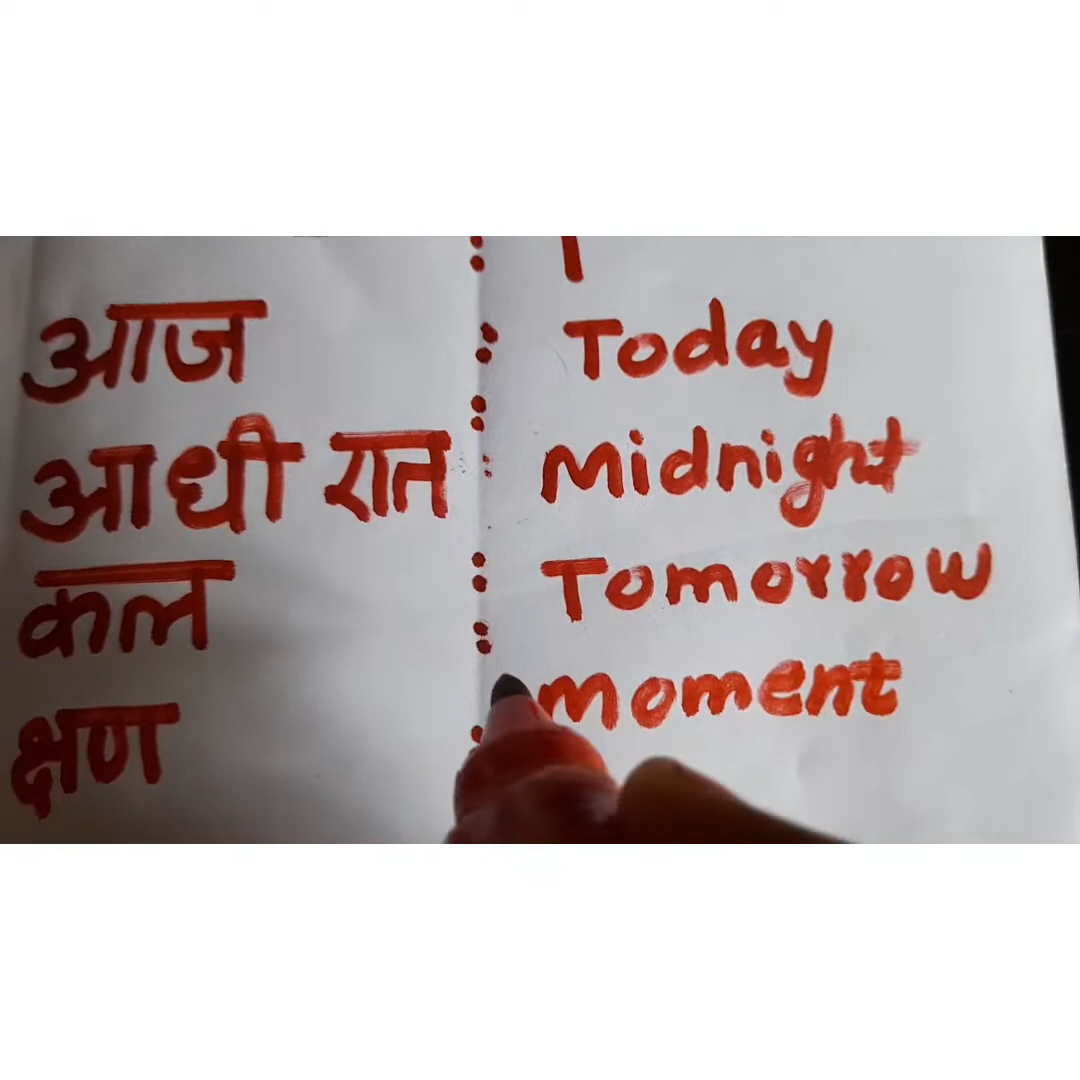 आज : Today
आधी रात : Midnight
कल : Tomorrow
क्षण : Moment